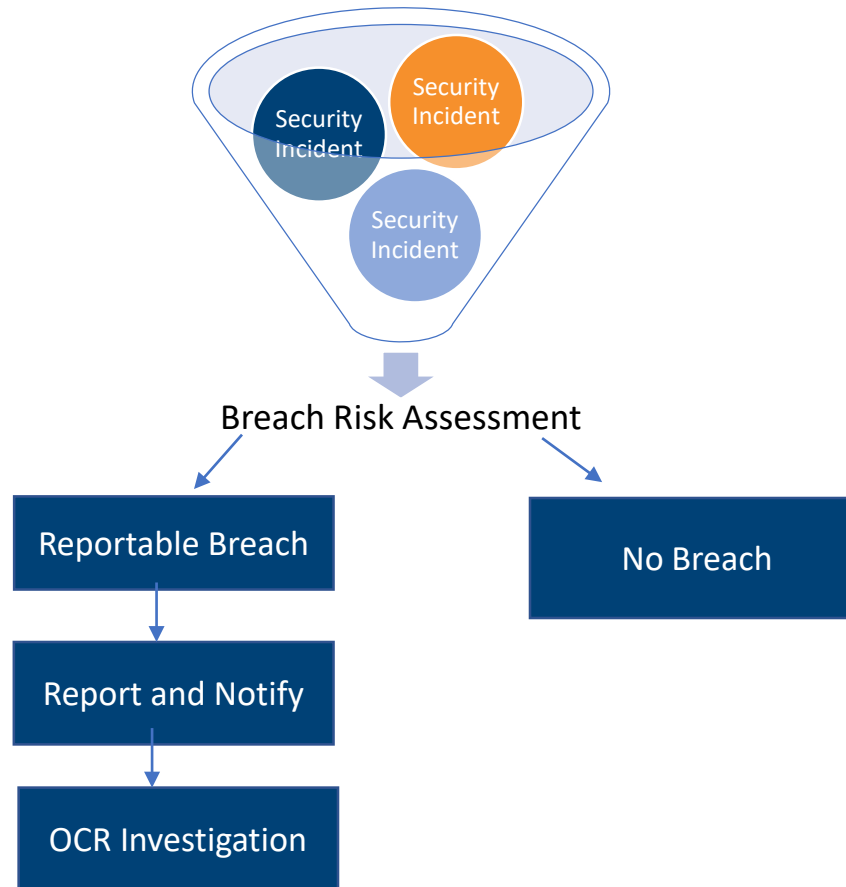 Security
Incident
Security
Incident
Security
Incident
Breach Risk Assessment
Reportable Breach
No Breach
Report and Notify
OCR Investigation